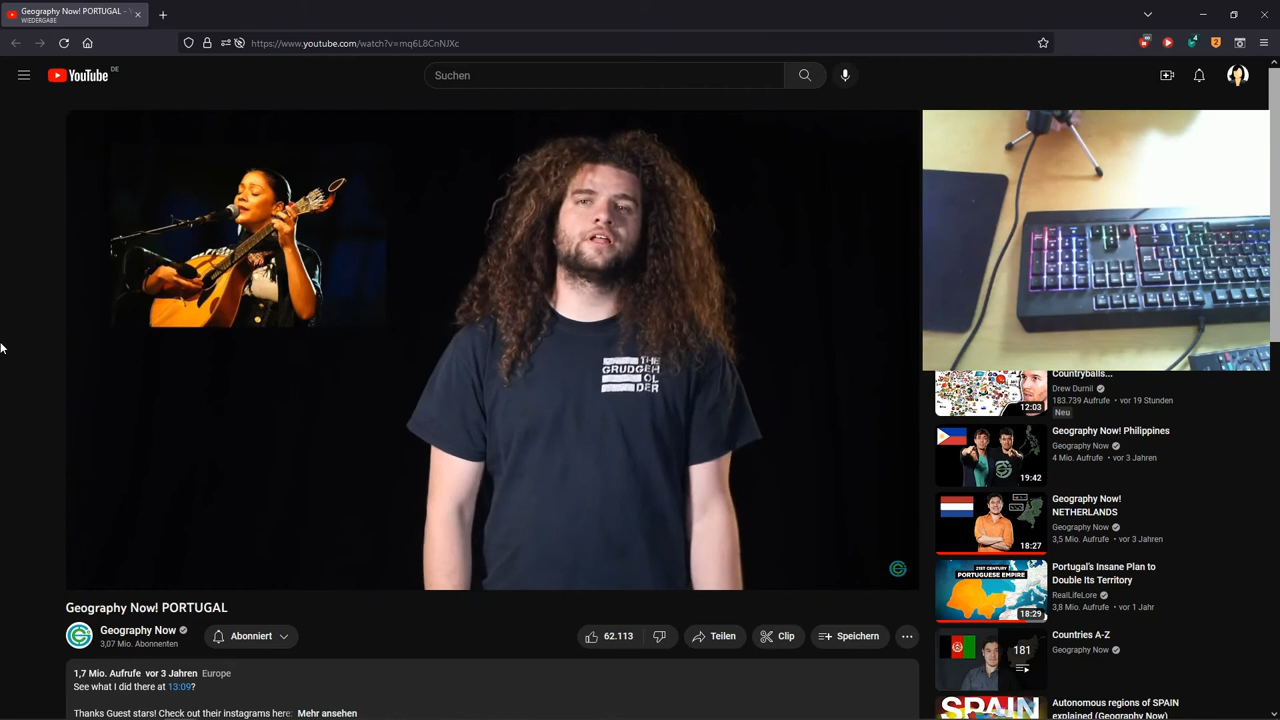 Geography Now! PORTUGAL - Y
WIEDERGABE
https://www.youtube.com/watch?v=mq6L8CnNJXc
4
2
YouTube DE
Suchen
THE
GRUDGEH
OL
DER
Geography Now! PORTUGAL
Geography Now
3,07 Mio. Abonnenten
Abonniert
62.113
Teilen
Clip
Speichern
1,7 Mio. Aufrufe vor 3 Jahren Europe
See what I did there at 13:09?
Thanks Guest stars! Check out their instagrams here: Mehr ansehen
Countryballs...
Drew Durnil
183.739 Aufrufe • vor 19 Stunden
Neu
12:03
Geography Now! Philippines
Geography Now
4 Mio. Aufrufe • vor 3 Jahren
19:42
Geography Now!
NETHERLANDS
Geography Now
3,5 Mio. Aufrufe • vor 3 Jahren
18:27
21ST CENTURY
PORTUGUESE EMPIRE
Portugal's Insane Plan to
Double Its Territory
RealLifeLore
3,8 Mio. Aufrufe • vor 1 Jahr
18:29
Countries A-Z
Geography Now
181
SPAIN
Autonomous regions of SPAIN
explained (Geography Now)